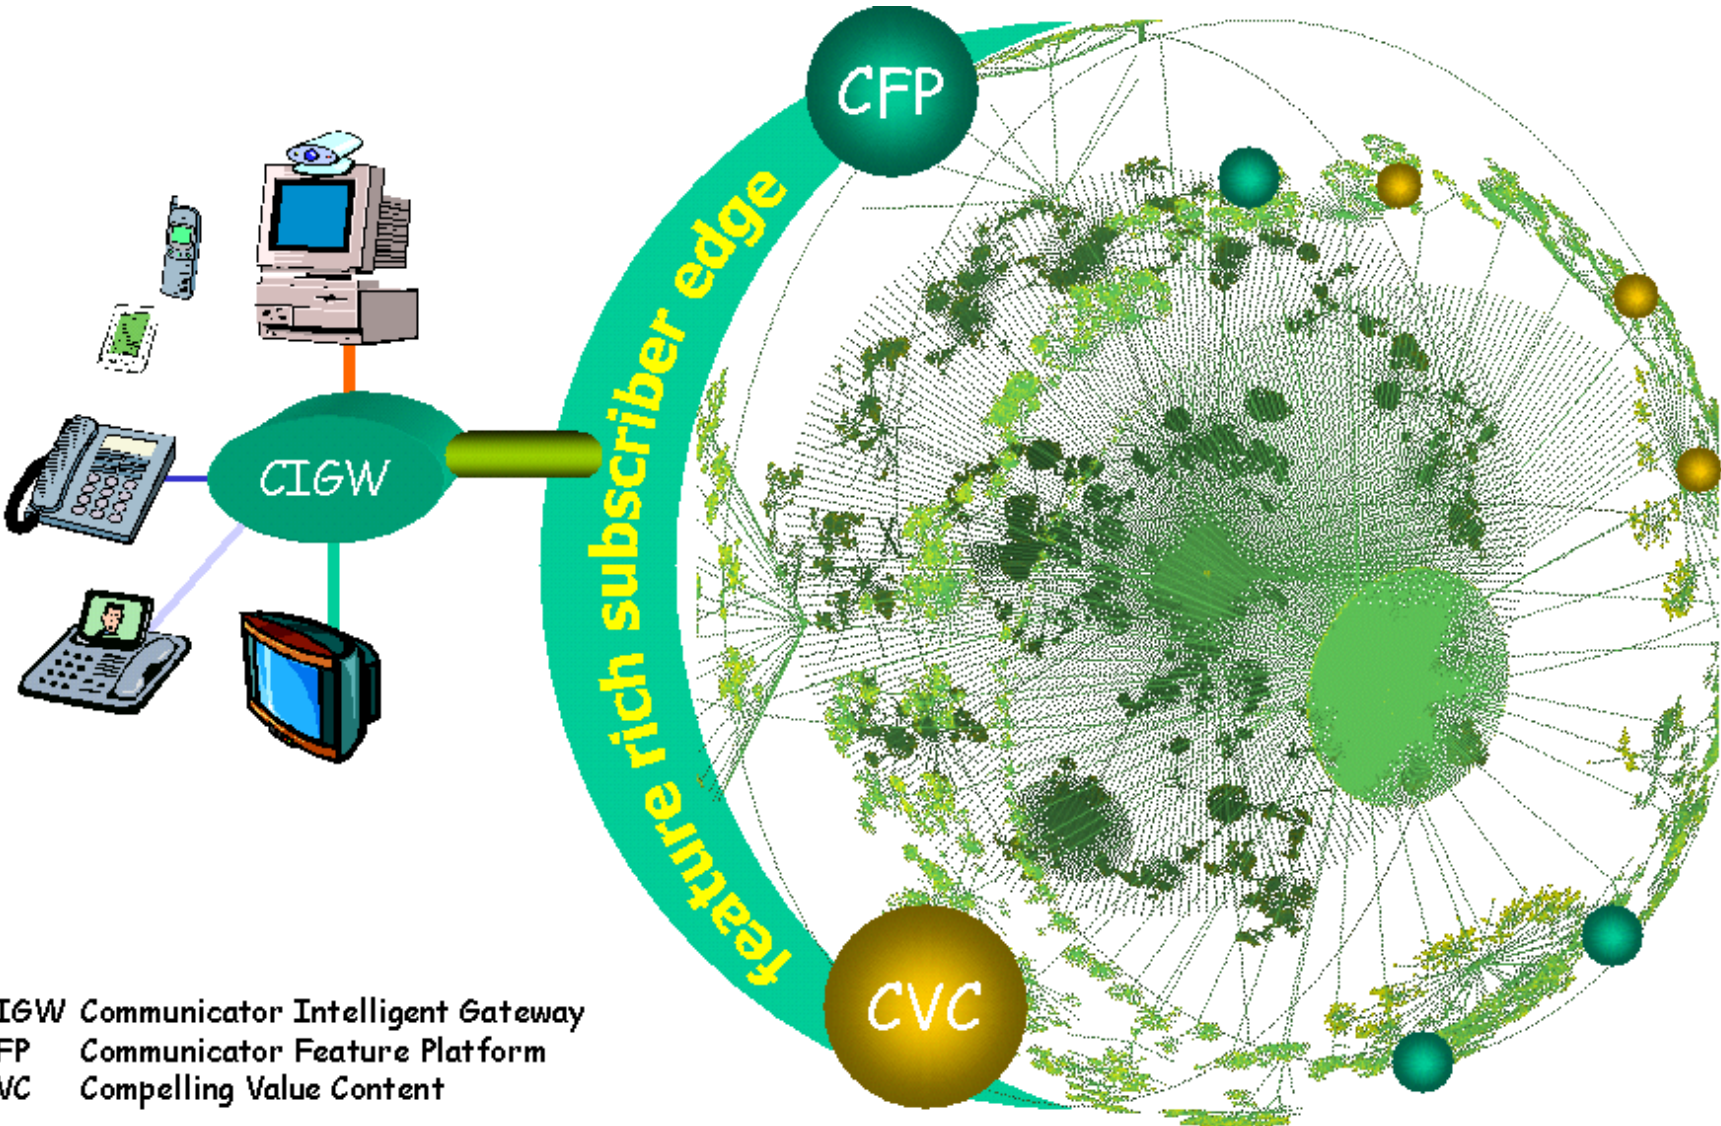 CFP
feature rich subscriber edge
CIGW
CVC
IGW Communicator Intelligent Gateway
FP Communicator Feature Platform
VC Compelling Value Content